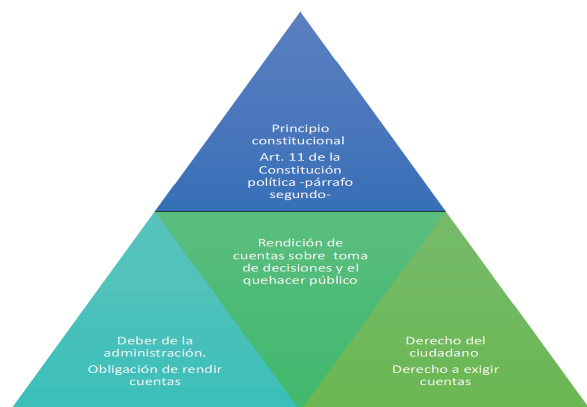 Principio
constitucional
Art. 11 de la
Constitución
política -párrafo
segundo-
Rendición de
cuentas sobre toma
de decisiones y el
quehacer público
Deber de la
administración.
Obligación de rendir
cuentas
Derecho del
ciudadano
Derecho a exigir
cuentas